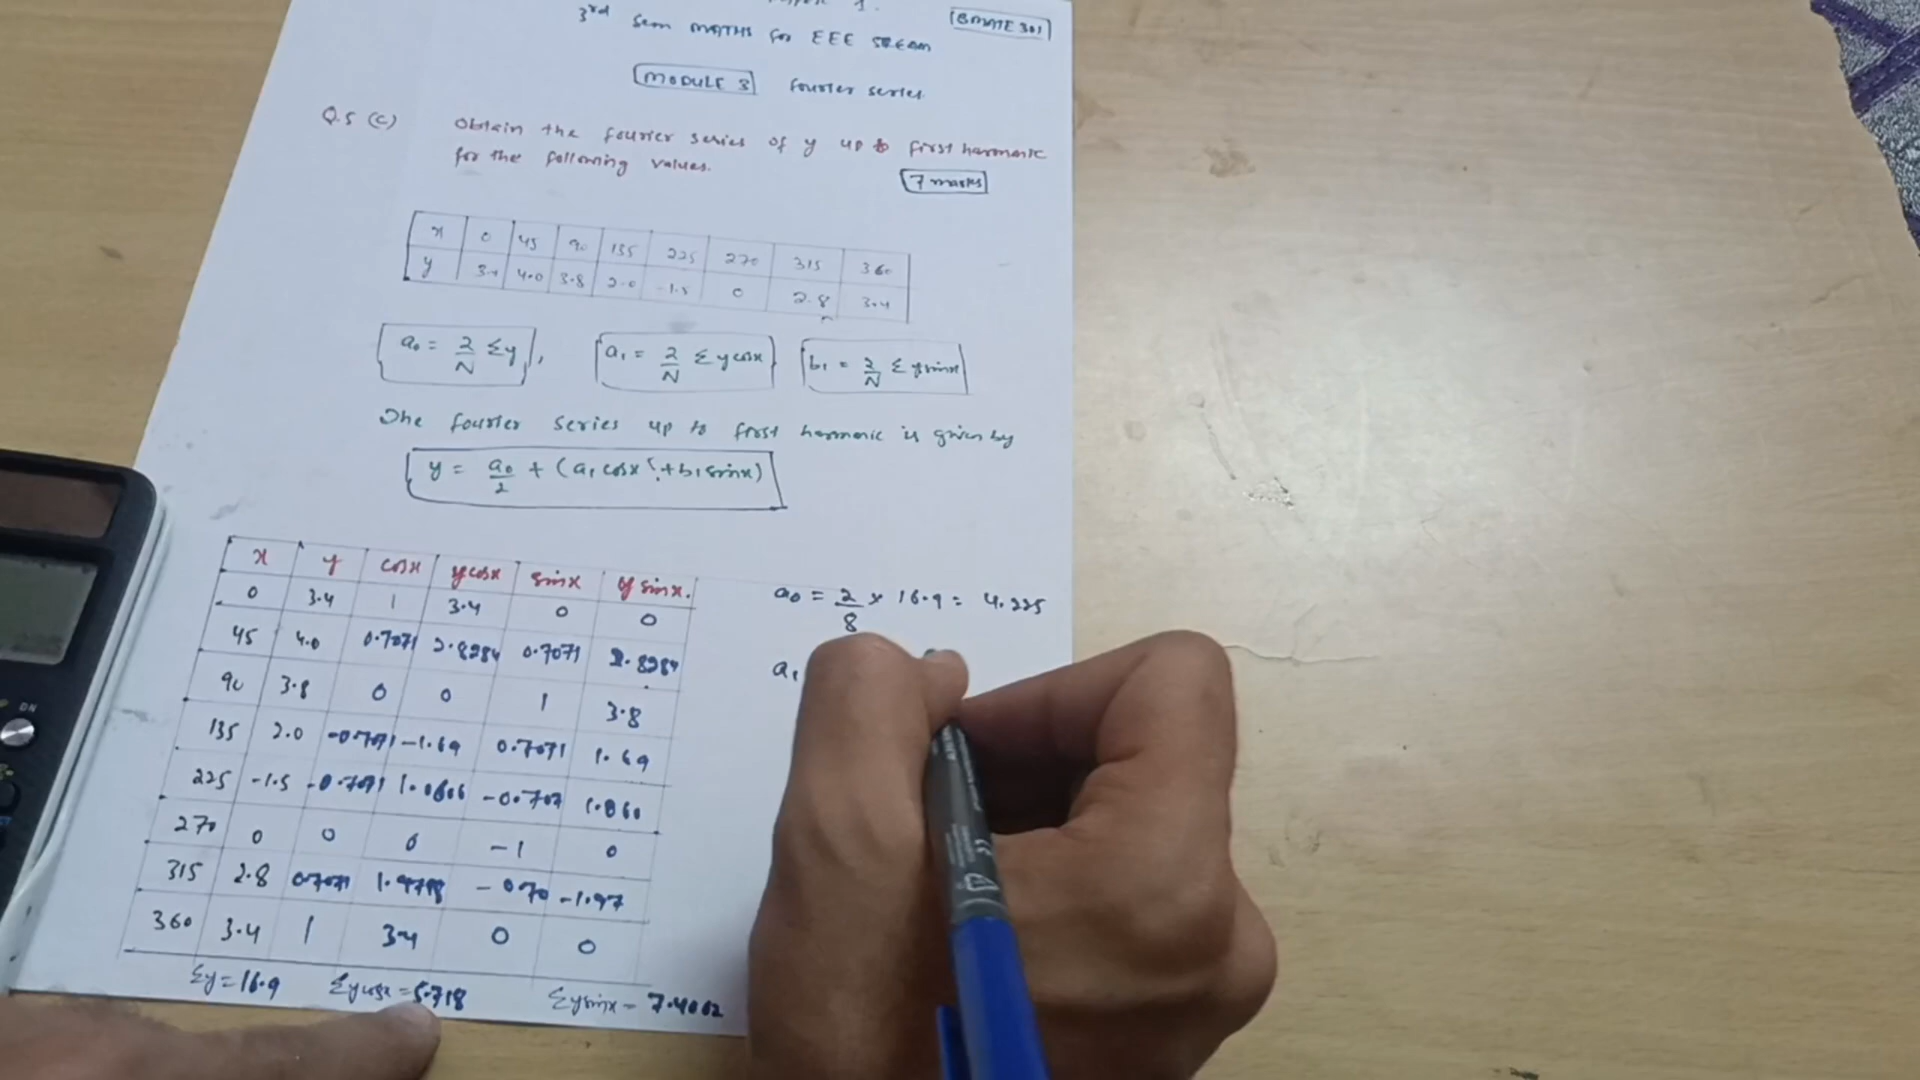 3rd Sem MATHS for EEE STREAM
BMATE 301
MODULE 3 Fourier series.
Q.5 (c) Obtain the fourier series of y up to first harmonic
for the following values.
7 marks
x 0 45 90 135 225 270 315 360
y 3.4 4.0 3.8 2.0 -1.5 0 2.8 3.4
a0 = 2/N Σy, a1 = 2/N Σ y cosx b1 = 2/N Σ y sinx
The fourier series up to first harmonic is given by
y = a0/2 + (a1 cosx + b1 sinx)
x y cosx y cosx sinx y sinx.
0 3.4 1 3.4 0 0
45 4.0 0.7071 2.8284 0.7071 2.8284
90 3.8 0 0 1 3.8
135 2.0 -0.7071 -1.69 0.7071 1.69
225 -1.5 -0.7071 1.0606 -0.707 1.060
270 0 0 0 -1 0
315 2.8 0.7071 1.9798 -0.70 -1.97
360 3.4 1 3.4 0 0
Σy = 16.9 Σy cosx = 5.718 Σy sinx = 7.4002
a0 = 2/8 × 16.9 = 4.225
a1